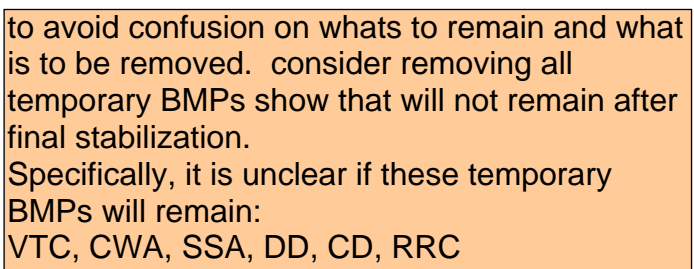 to avoid confusion on whats to remain and what
is to be removed.  consider removing all
temporary BMPs show that will not remain after
final stabilization.
Specifically, it is unclear if these temporary
BMPs will remain:
VTC, CWA, SSA, DD, CD, RRC